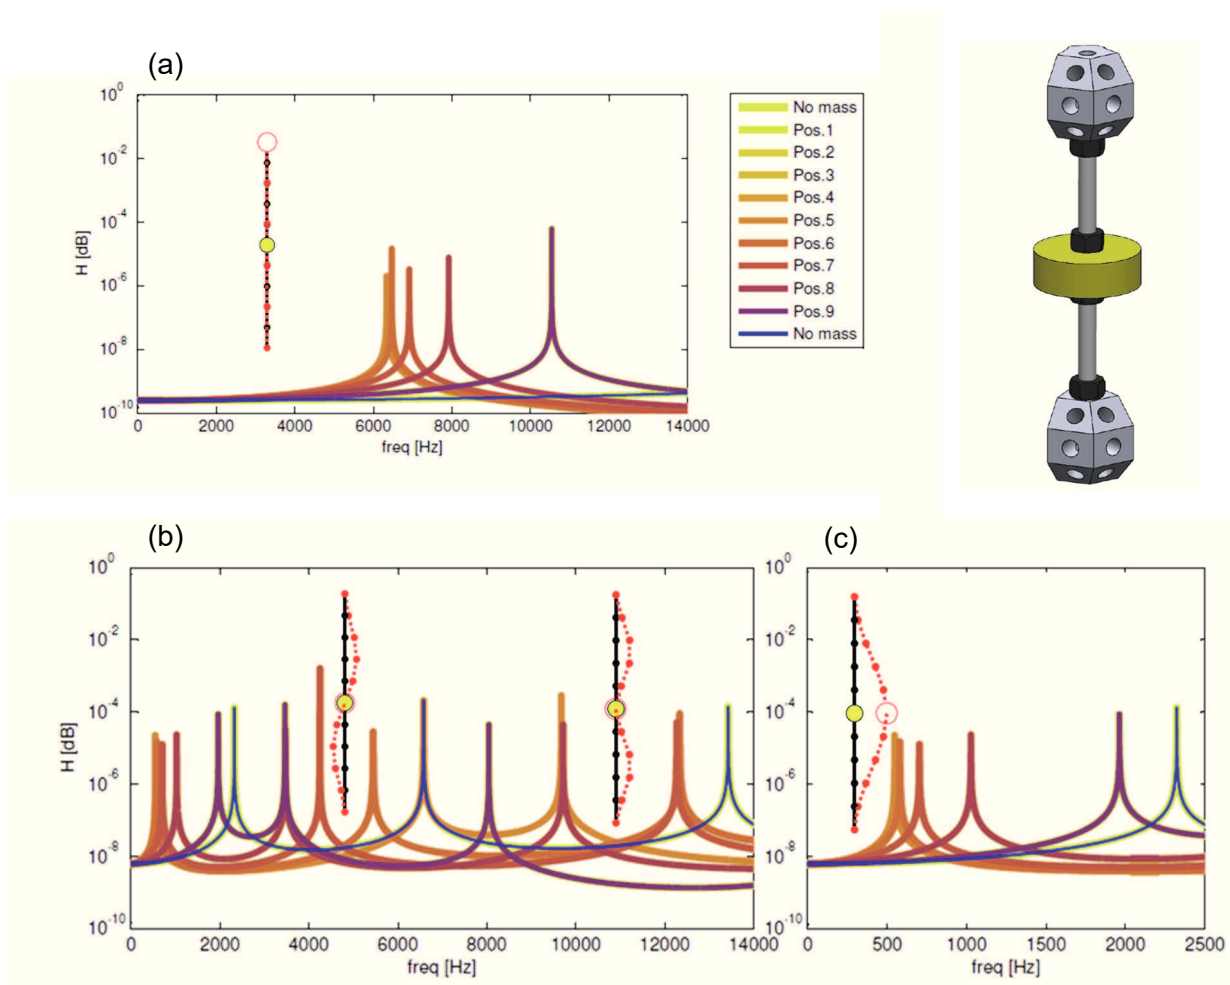 (a)
10^0
10^-2
10^-4
10^-6
10^-8
10^-10
H [dB]
0 2000 4000 6000 8000 10000 12000 14000
freq [Hz]
No mass
Pos.1
Pos.2
Pos.3
Pos.4
Pos.5
Pos.6
Pos.7
Pos.8
Pos.9
No mass
(b)
10^0
10^-2
10^-4
10^-6
10^-8
10^-10
H [dB]
0 2000 4000 6000 8000 10000 12000 14000
freq [Hz]
(c)
10^0
10^-2
10^-4
10^-6
10^-8
10^-10
0 500 1000 1500 2000 2500
freq [Hz]